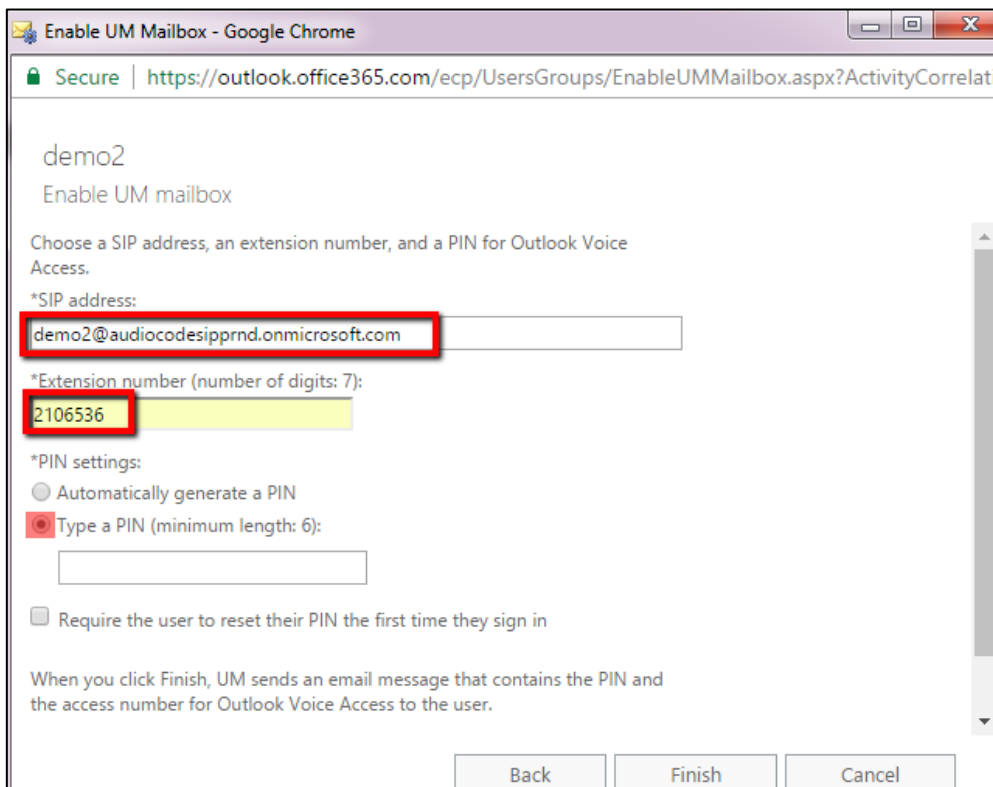 Enable UM Mailbox - Google Chrome
Secure | https://outlook.office365.com/ecp/UsersGroups/EnableUMMailbox.aspx?ActivityCorrelati
demo2
Enable UM mailbox
Choose a SIP address, an extension number, and a PIN for Outlook Voice
Access.
*SIP address:
demo2@audiocodesipprnd.onmicrosoft.com
*Extension number (number of digits: 7):
2106536
*PIN settings:
Automatically generate a PIN
Type a PIN (minimum length: 6):
Require the user to reset their PIN the first time they sign in
When you click Finish, UM sends an email message that contains the PIN and
the access number for Outlook Voice Access to the user.
Back Finish Cancel